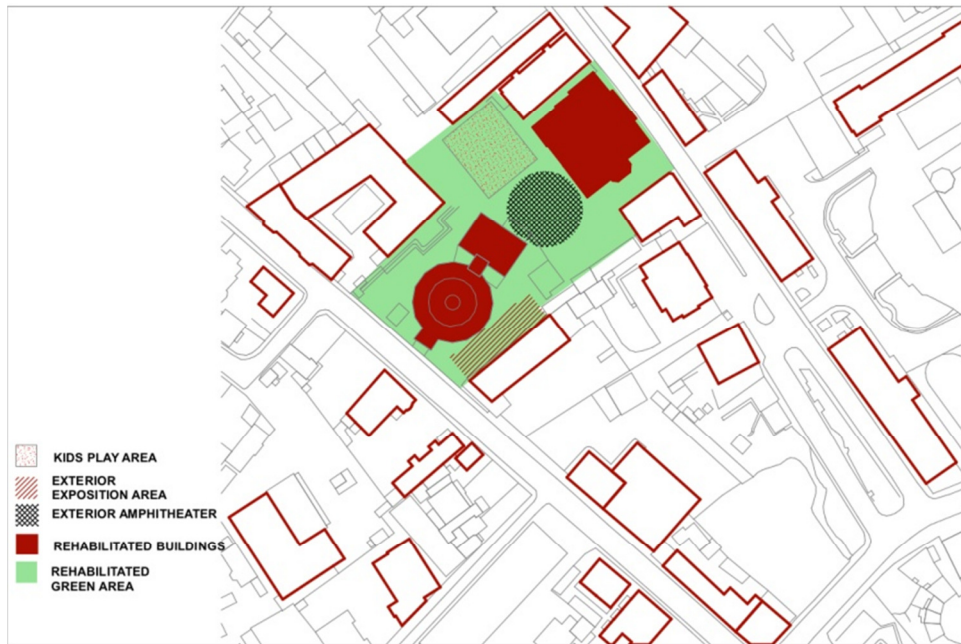 KIDS PLAY AREA
EXTERIOR
EXPOSITION AREA
EXTERIOR AMPHITHEATER
REHABILITATED BUILDINGS
REHABILITATED
GREEN AREA